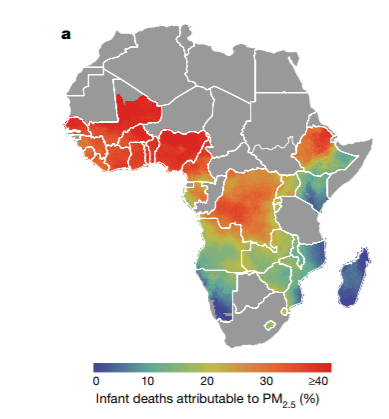 a
0 10 20 30 ≥40
Infant deaths attributable to PM2.5 (%)